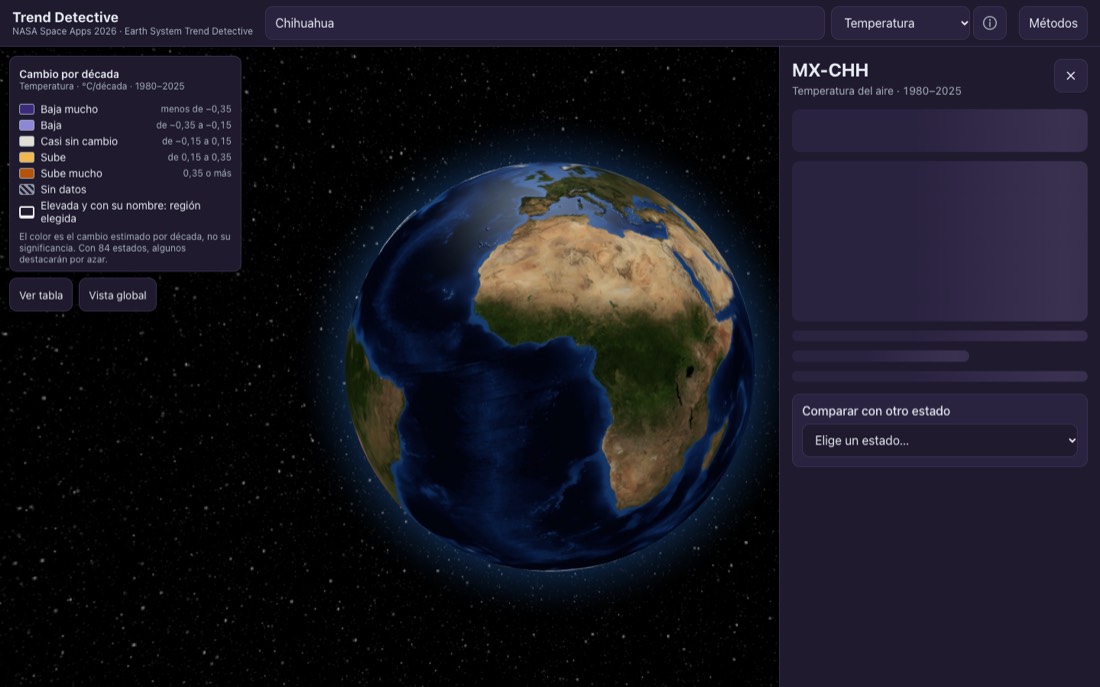 Trend Detective
NASA Space Apps 2026 · Earth System Trend Detective
Chihuahua
Temperatura
Métodos
Cambio por década
Temperatura · °C/década · 1980–2025
Baja mucho menos de −0,35
Baja de −0,35 a −0,15
Casi sin cambio de −0,15 a 0,15
Sube de 0,15 a 0,35
Sube mucho 0,35 o más
Sin datos
Elevada y con su nombre: región
elegida
El color es el cambio estimado por década, no su
significancia. Con 84 estados, algunos
destacarán por azar.
Ver tabla
Vista global
MX-CHH
Temperatura del aire · 1980–2025
Comparar con otro estado
Elige un estado...